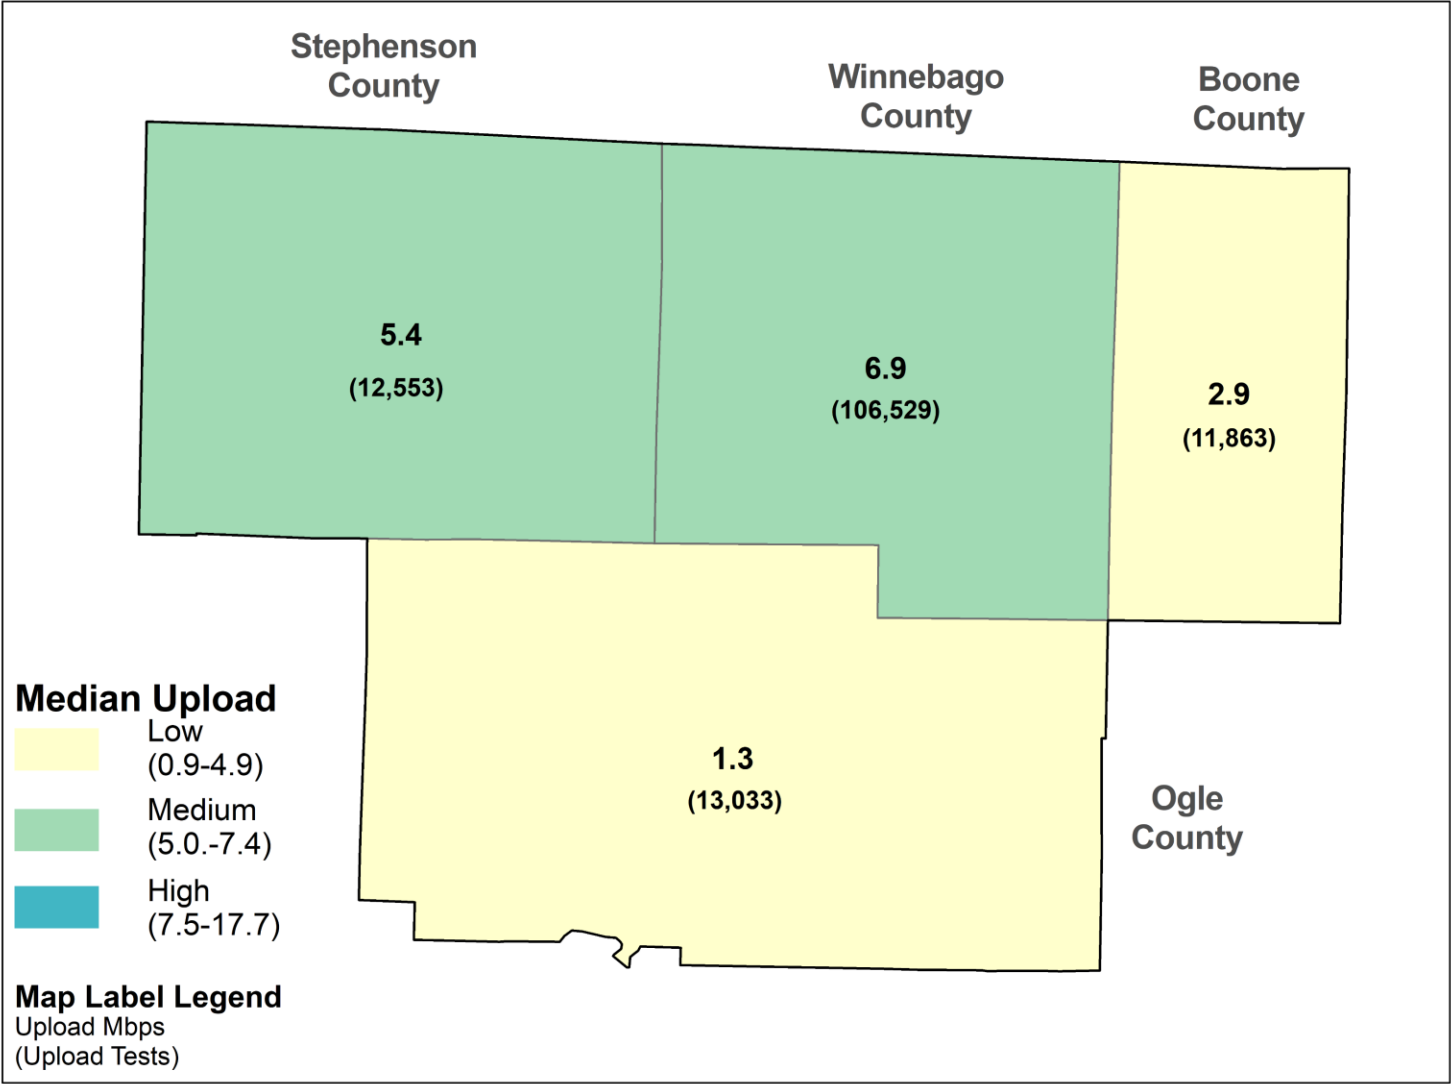 Stephenson
County
Winnebago
County
Boone
County
5.4
(12,553)
6.9
(106,529)
2.9
(11,863)
1.3
(13,033)
Ogle
County
Median Upload
Low
(0.9-4.9)
Medium
(5.0.-7.4)
High
(7.5-17.7)
Map Label Legend
Upload Mbps
(Upload Tests)